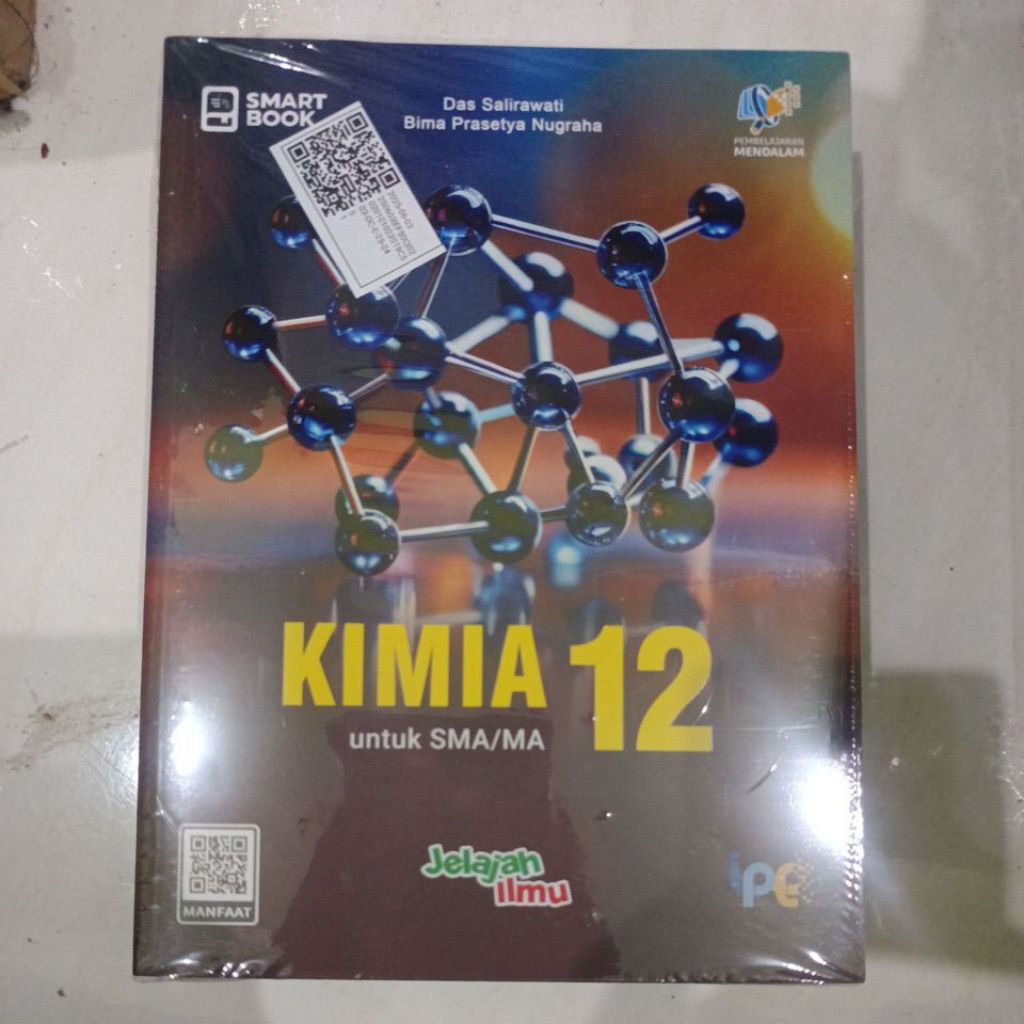 SMART
BOOK
Das Salirawati
Bima Prasetya Nugraha
PEMBELAJARAN
MENDALAM
KIMIA 12
untuk SMA/MA
MANFAAT
Jelajah
Ilmu